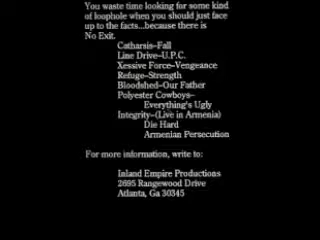 You waste time looking for some kind
of loophole when you should just face
up to the facts...because there is
No Exit.
Catharsis–Fall
Line Drive–U.P.C.
Xessive Force–Vengeance
Refuge–Strength
Bloodshed–Our Father
Polyester Cowboys–
Everything's Ugly
Integrity–(Live in Armenia)
Die Hard
Armenian Persecution
For more information, write to:
Inland Empire Productions
2695 Rangewood Drive
Atlanta, Ga 30345